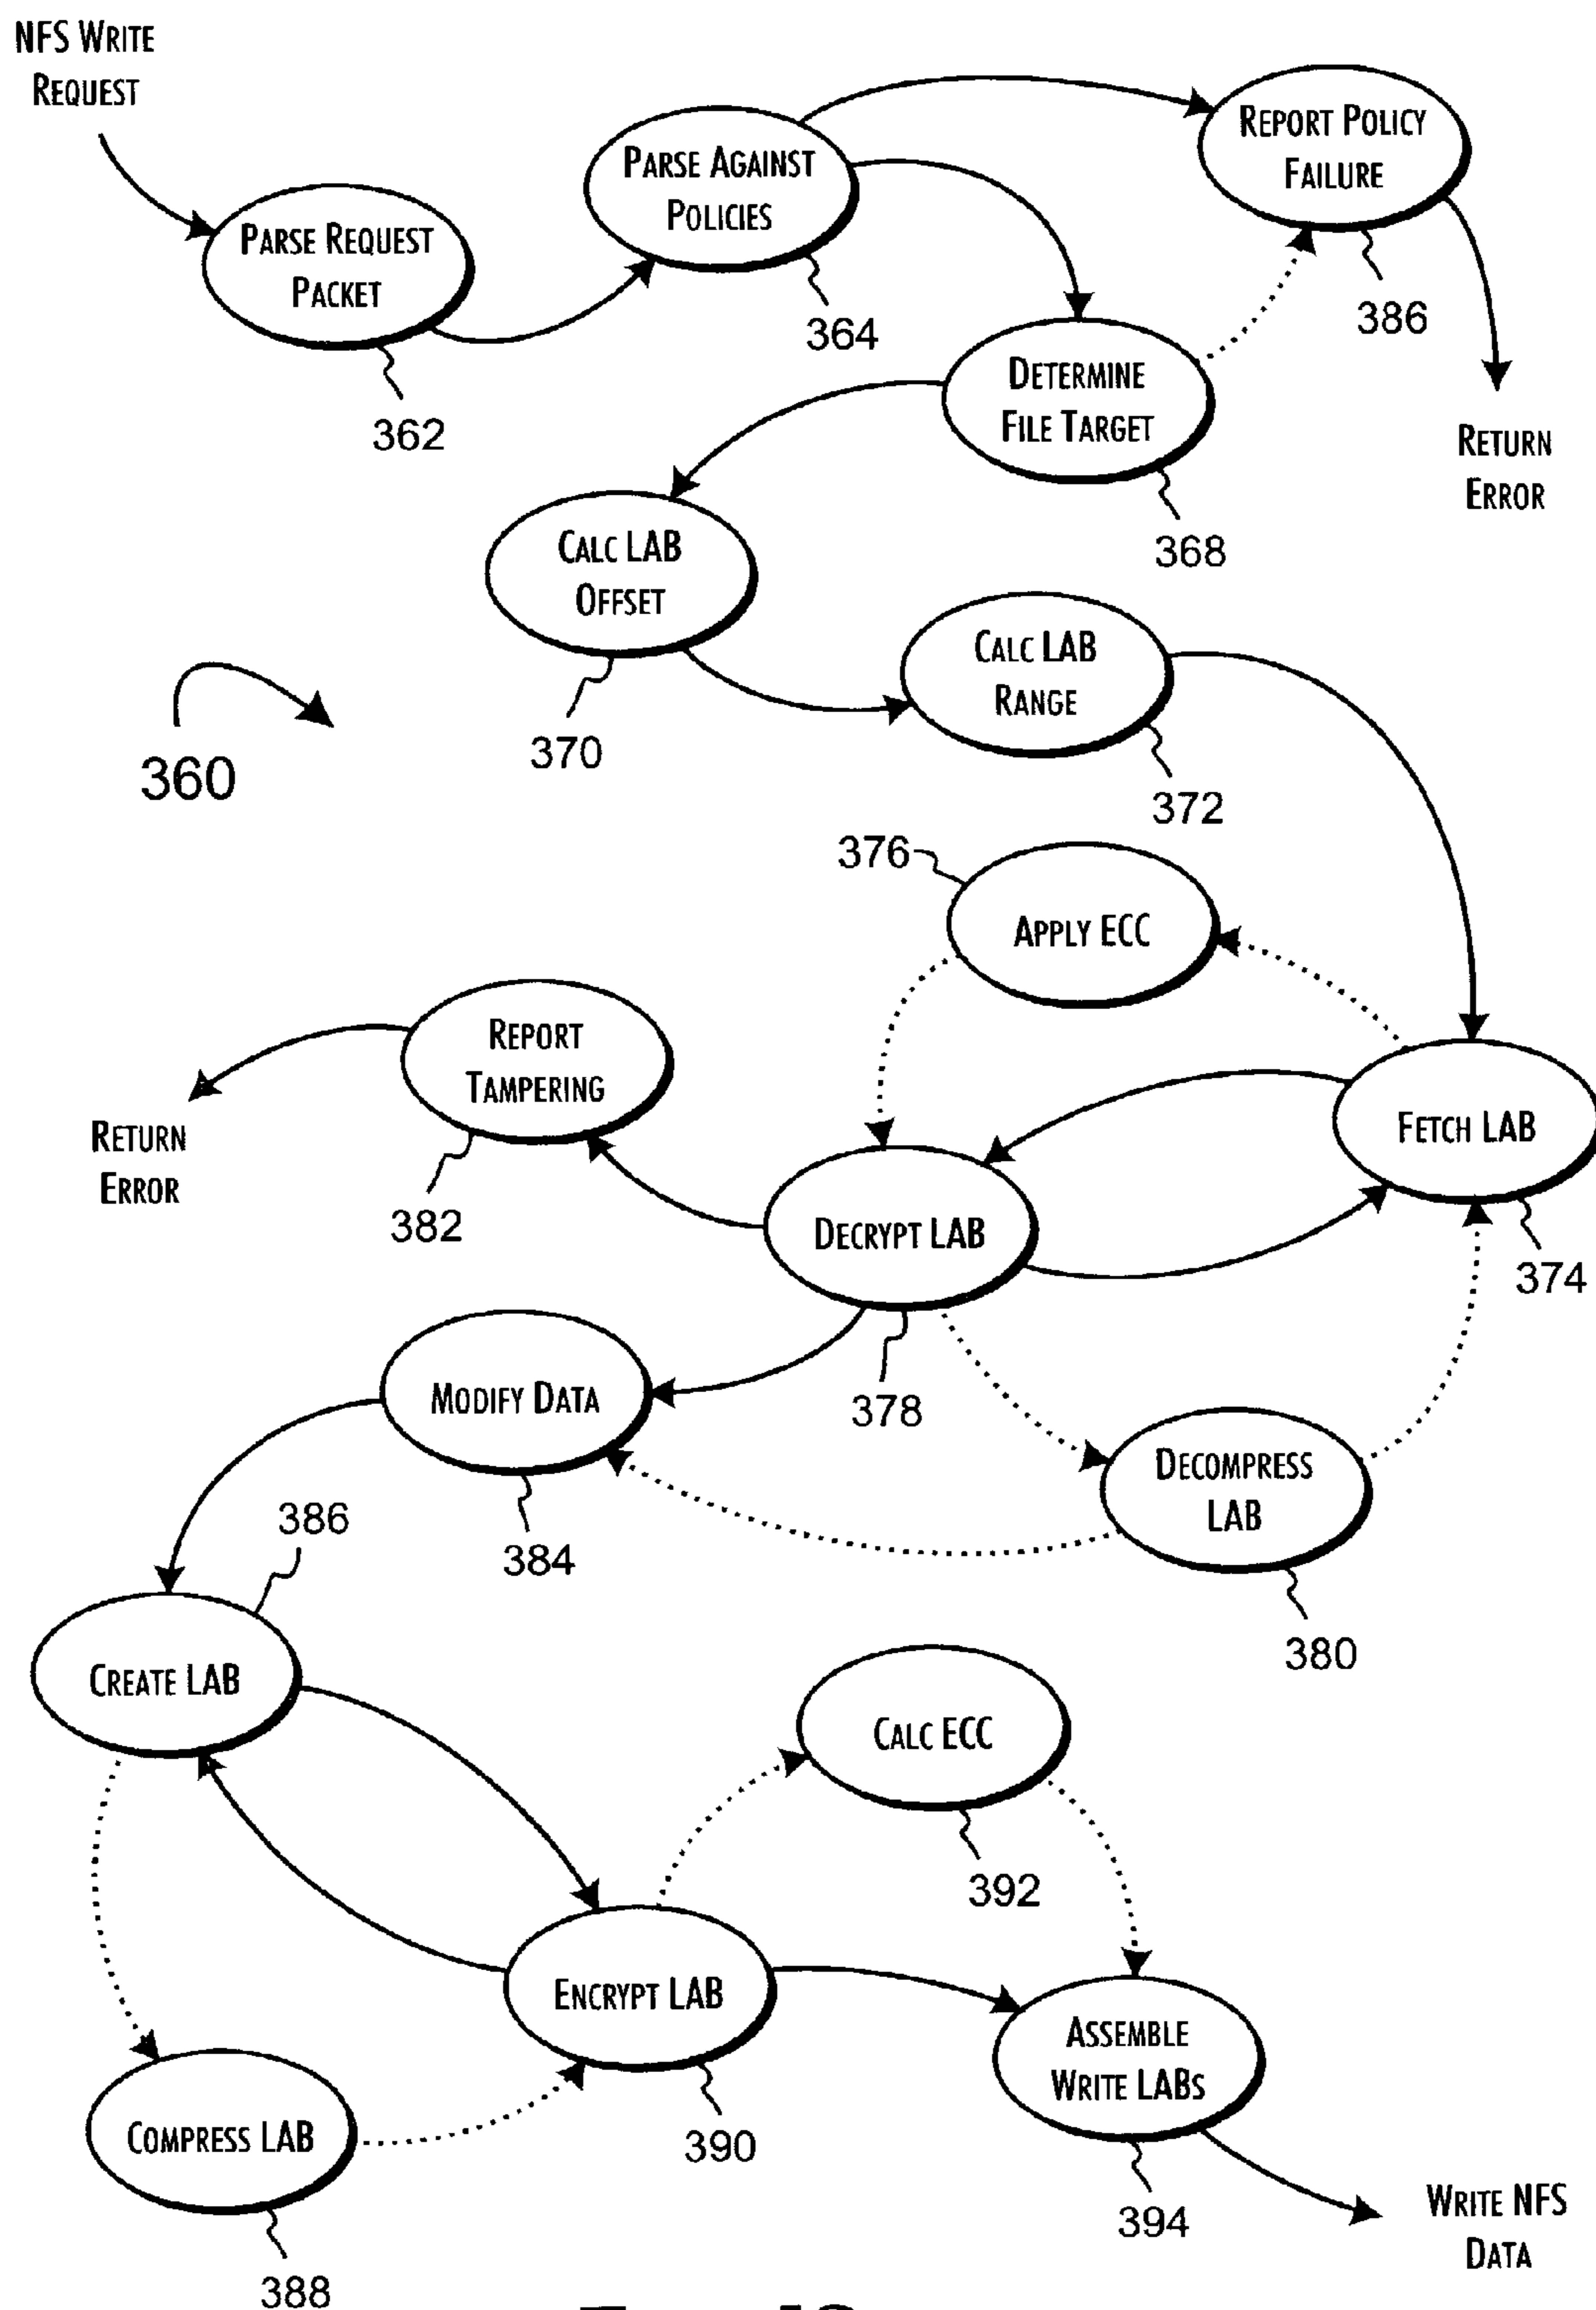 NFS WRITE
REQUEST
PARSE REQUEST
PACKET
362
PARSE AGAINST
POLICIES
364
REPORT POLICY
FAILURE
386
RETURN
ERROR
DETERMINE
FILE TARGET
368
CALC LAB
OFFSET
370
CALC LAB
RANGE
372
360
376
APPLY ECC
REPORT
TAMPERING
382
RETURN
ERROR
FETCH LAB
374
DECRYPT LAB
378
MODIFY DATA
384
DECOMPRESS
LAB
380
386
CREATE LAB
CALC ECC
392
ENCRYPT LAB
390
ASSEMBLE
WRITE LABS
394
COMPRESS LAB
388
WRITE NFS
DATA